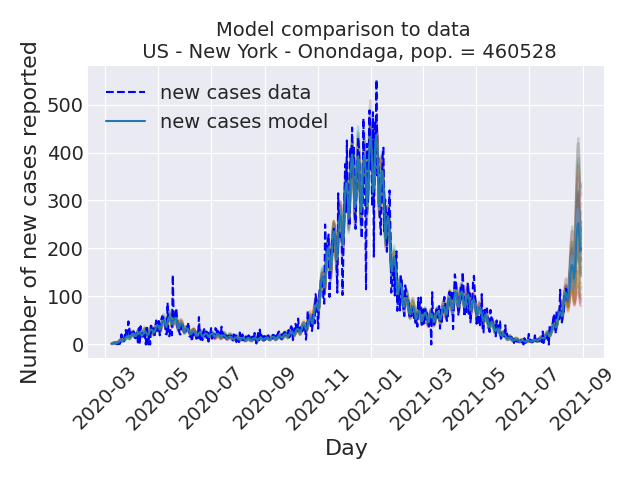 Model comparison to data
US - New York - Onondaga, pop. = 460528
Number of new cases reported
new cases data
new cases model
500
400
300
200
100
0
2020-03
2020-05
2020-07
2020-09
2020-11
2021-01
2021-03
2021-05
2021-07
2021-09
Day